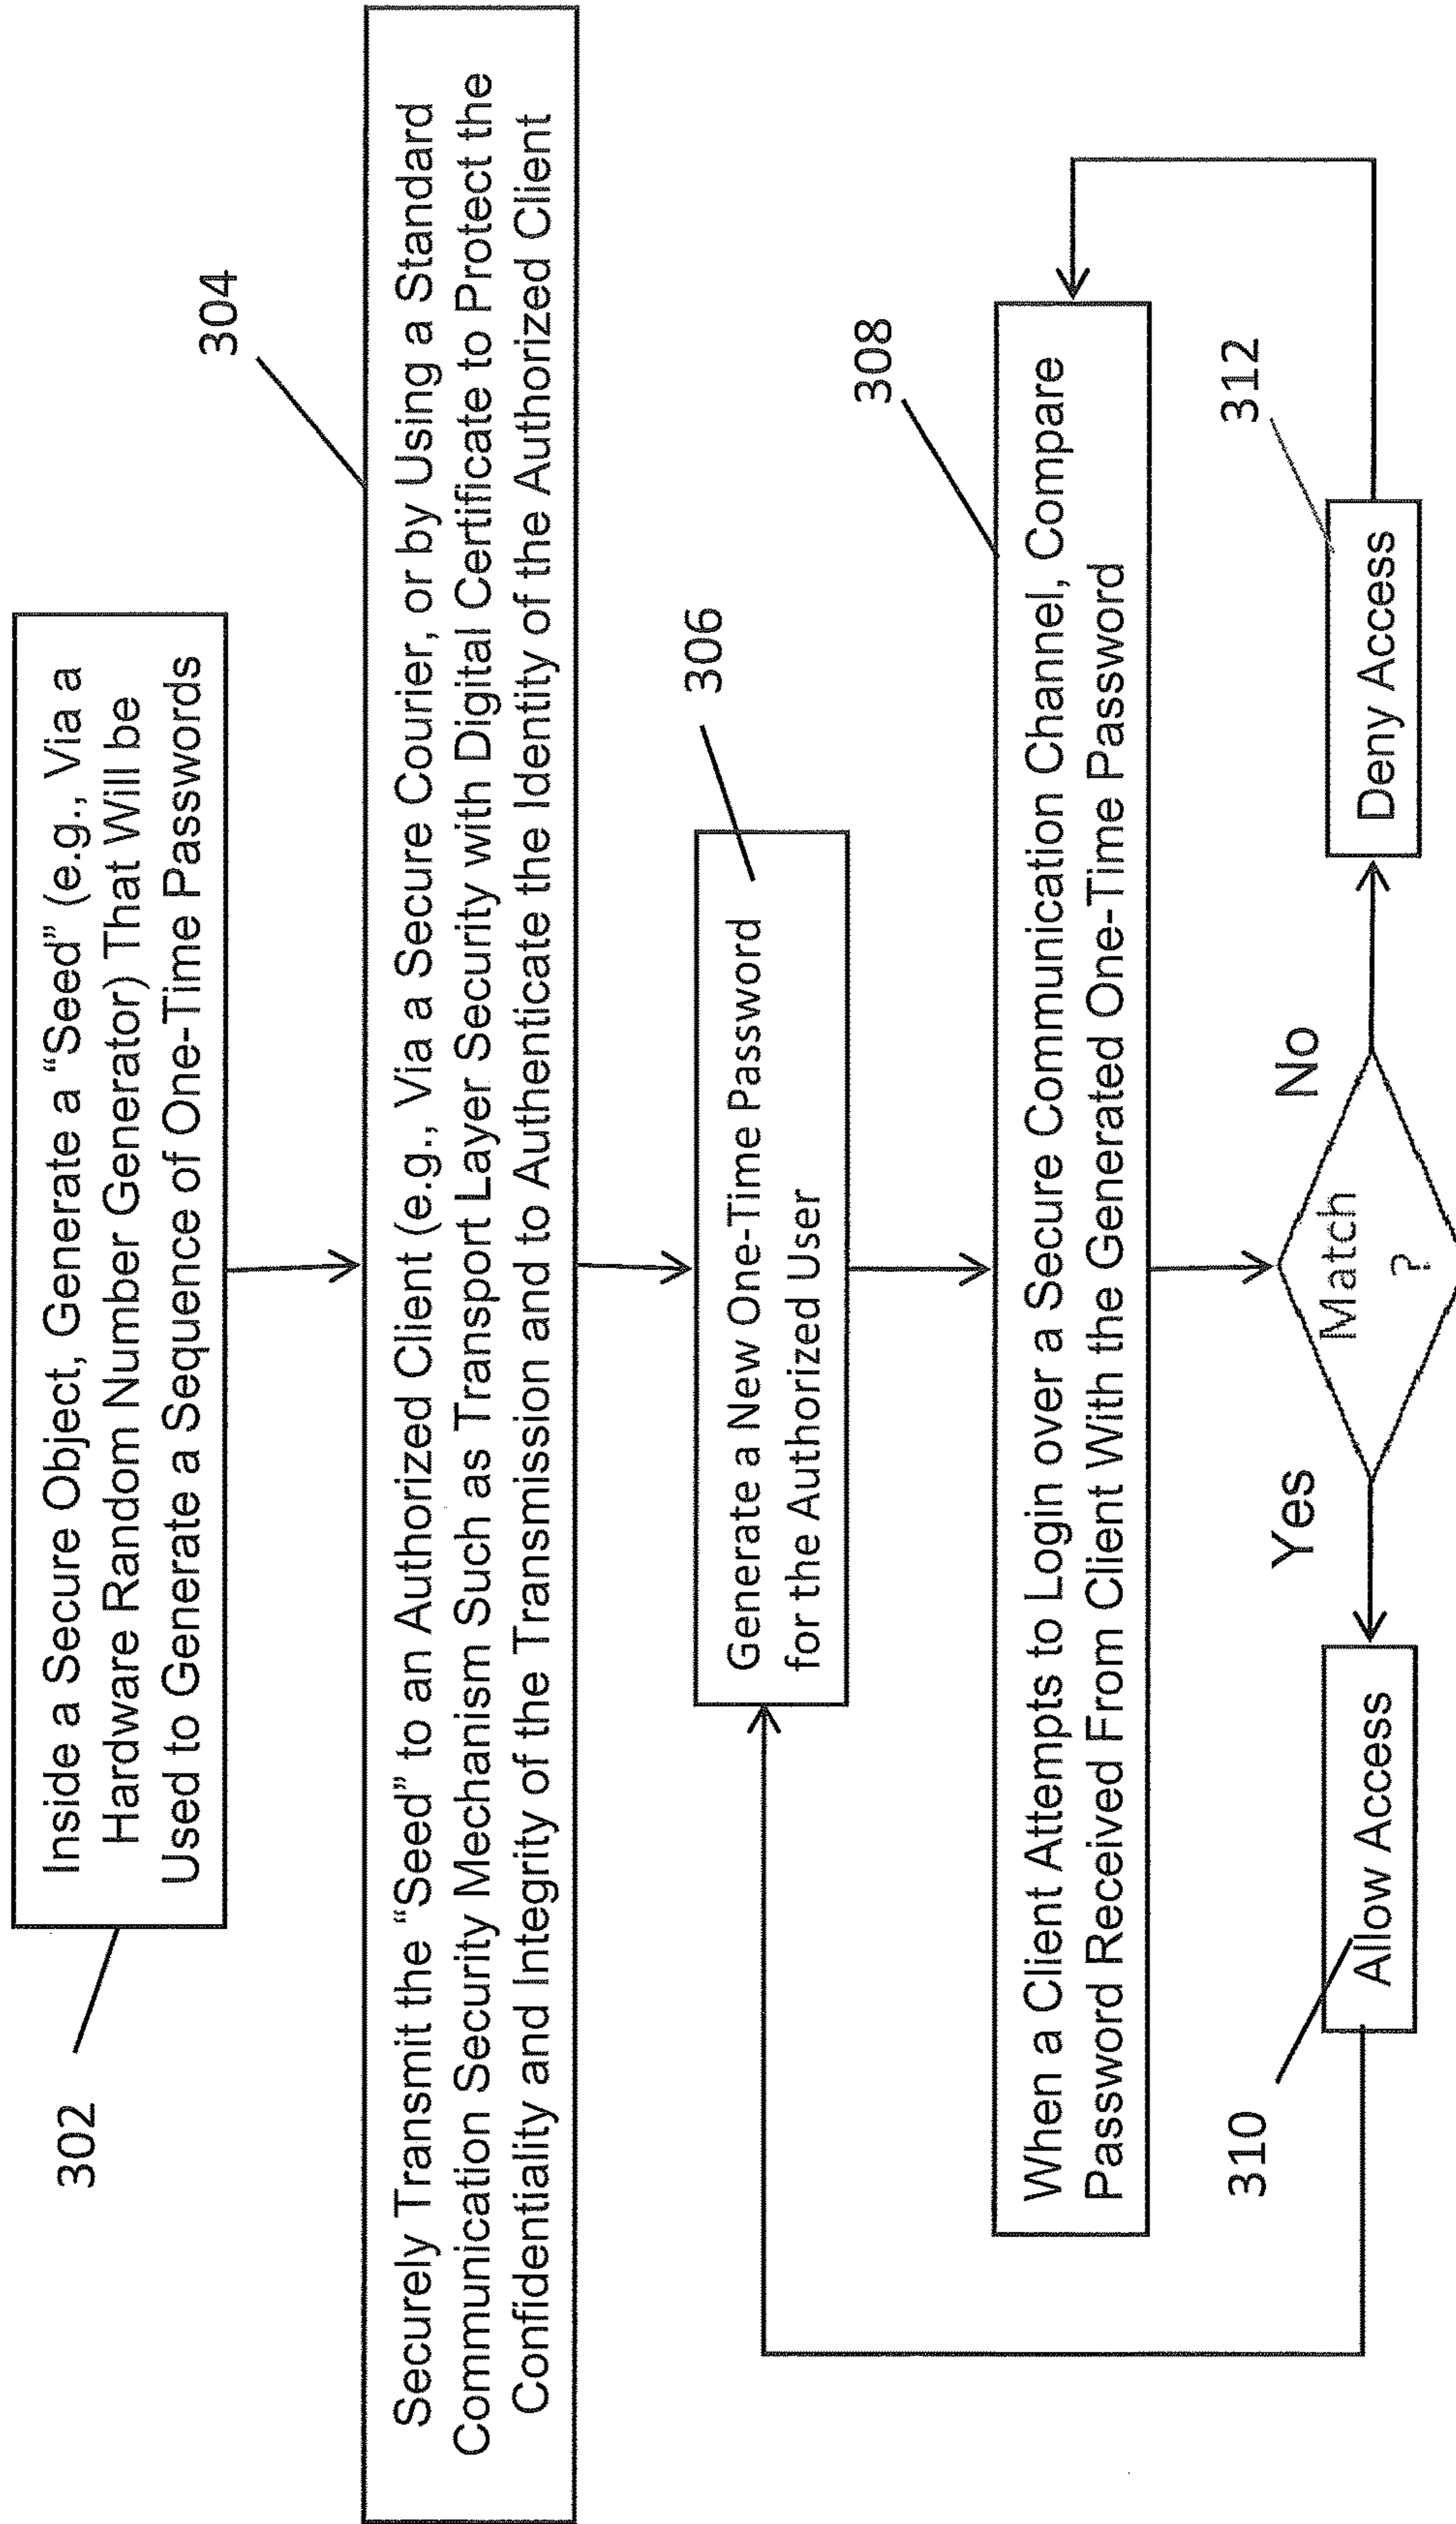 302
Inside a Secure Object, Generate a “Seed” (e.g., Via a
Hardware Random Number Generator) That Will be
Used to Generate a Sequence of One-Time Passwords
304
Securely Transmit the “Seed” to an Authorized Client (e.g., Via a Secure Courier, or by Using a Standard
Communication Security Mechanism Such as Transport Layer Security with Digital Certificate to Protect the
Confidentiality and Integrity of the Transmission and to Authenticate the Identity of the Authorized Client
306
Generate a New One-Time Password
for the Authorized User
308
When a Client Attempts to Login over a Secure Communication Channel, Compare
Password Received From Client With the Generated One-Time Password
310
Allow Access
Yes
Match
?
No
312
Deny Access